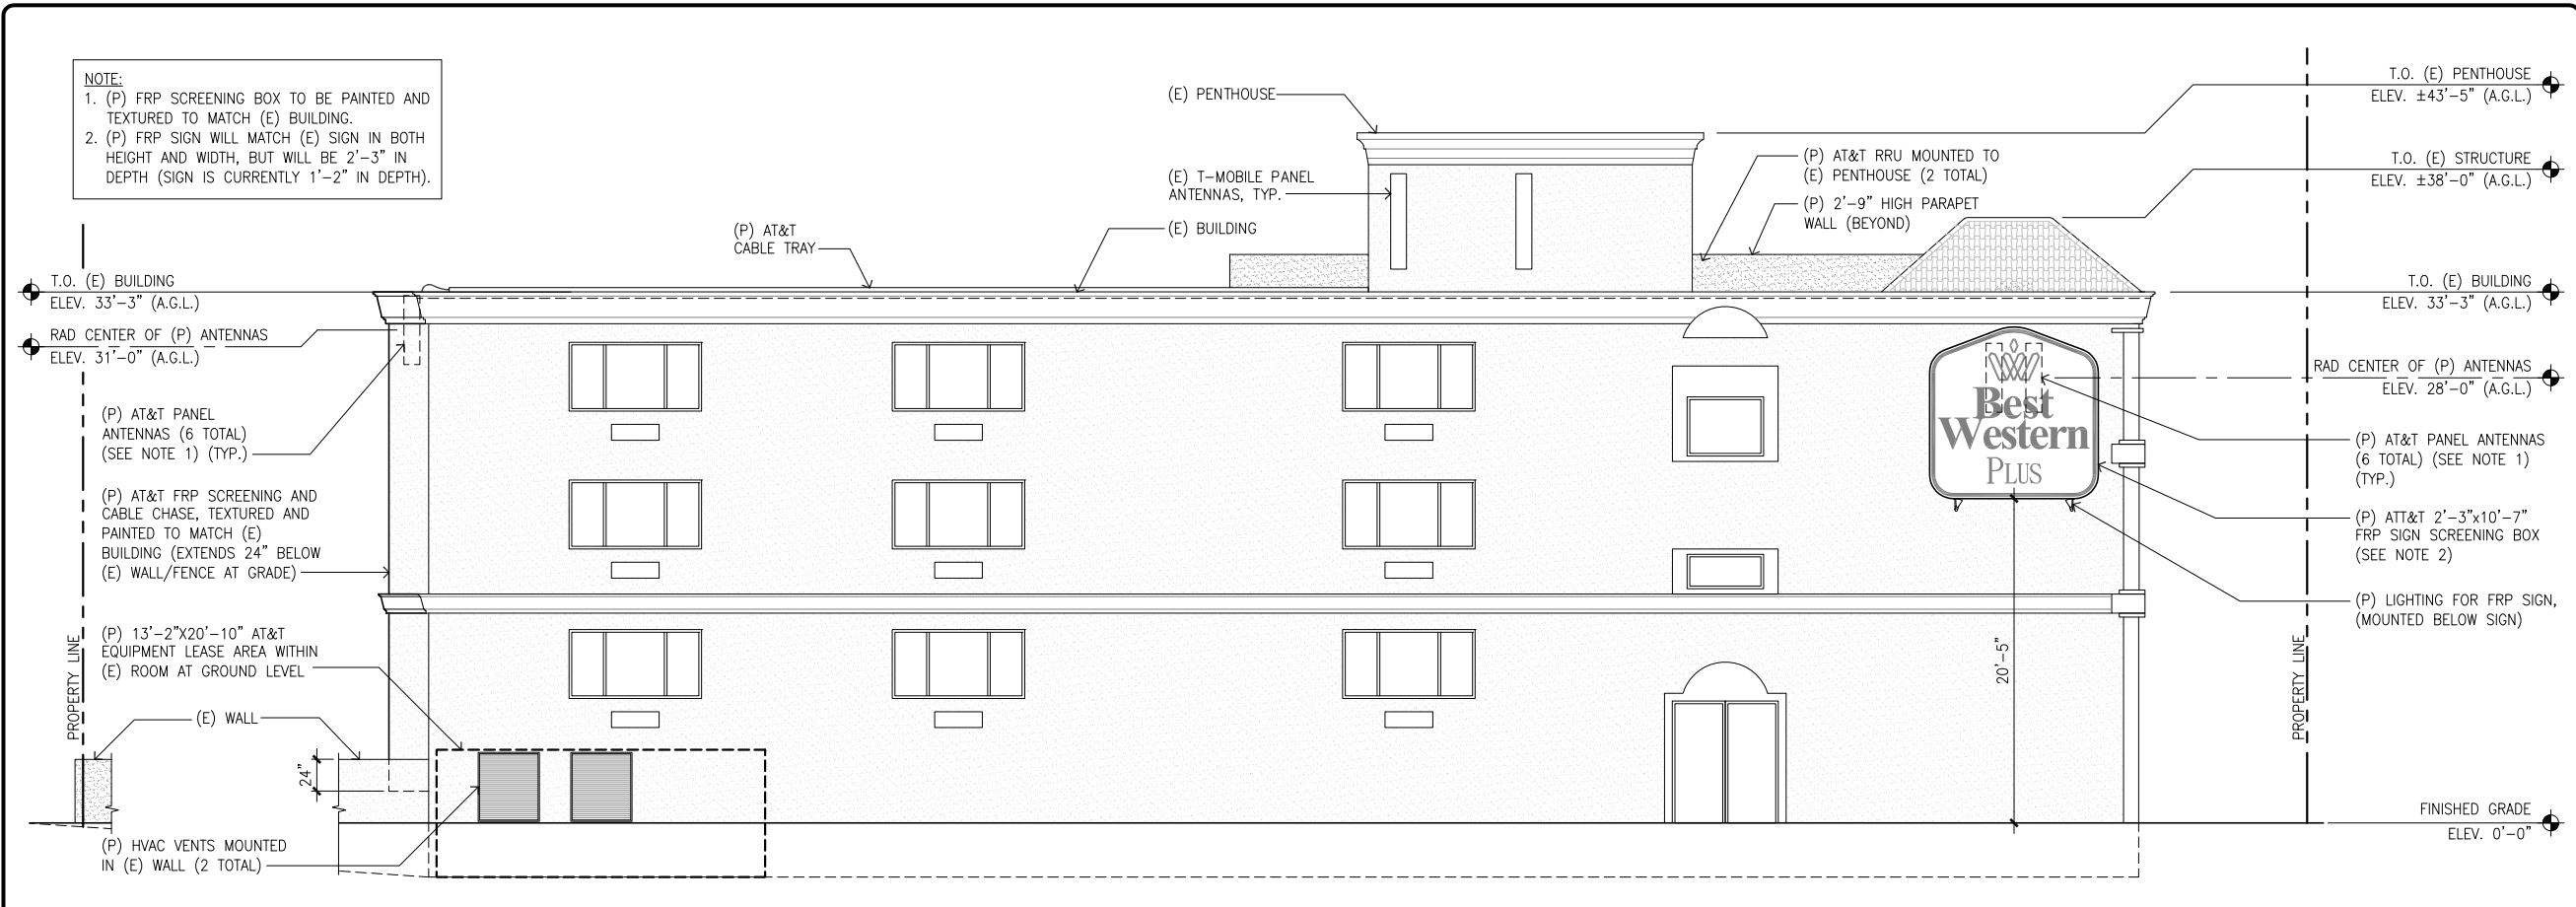 NOTE:
1. (P) FRP SCREENING BOX TO BE PAINTED AND
TEXTURED TO MATCH (E) BUILDING.
2. (P) FRP SIGN WILL MATCH (E) SIGN IN BOTH
HEIGHT AND WIDTH, BUT WILL BE 2'-3" IN
DEPTH (SIGN IS CURRENTLY 1'-2" IN DEPTH).
T.O. (E) BUILDING
ELEV. 33'-3" (A.G.L.)
RAD CENTER OF (P) ANTENNAS
ELEV. 31'-0" (A.G.L.)
(P) AT&T PANEL
ANTENNAS (6 TOTAL)
(SEE NOTE 1) (TYP.)
(P) AT&T FRP SCREENING AND
CABLE CHASE, TEXTURED AND
PAINTED TO MATCH (E)
BUILDING (EXTENDS 24" BELOW
(E) WALL/FENCE AT GRADE)
(P) 13'-2"X20'-10" AT&T
EQUIPMENT LEASE AREA WITHIN
(E) ROOM AT GROUND LEVEL
PROPERTY LINE
(E) WALL
24"
(P) HVAC VENTS MOUNTED
IN (E) WALL (2 TOTAL)
(P) AT&T
CABLE TRAY
(E) PENTHOUSE
(E) T-MOBILE PANEL
ANTENNAS, TYP.
(E) BUILDING
(P) AT&T RRU MOUNTED TO
(E) PENTHOUSE (2 TOTAL)
(P) 2'-9" HIGH PARAPET
WALL (BEYOND)
Best
Western
PLUS
20'-5"
T.O. (E) PENTHOUSE
ELEV. ±43'-5" (A.G.L.)
T.O. (E) STRUCTURE
ELEV. ±38'-0" (A.G.L.)
T.O. (E) BUILDING
ELEV. 33'-3" (A.G.L.)
RAD CENTER OF (P) ANTENNAS
ELEV. 28'-0" (A.G.L.)
(P) AT&T PANEL ANTENNAS
(6 TOTAL) (SEE NOTE 1)
(TYP.)
(P) ATT&T 2'-3"x10'-7"
FRP SIGN SCREENING BOX
(SEE NOTE 2)
(P) LIGHTING FOR FRP SIGN,
(MOUNTED BELOW SIGN)
PROPERTY LINE
FINISHED GRADE
ELEV. 0'-0"